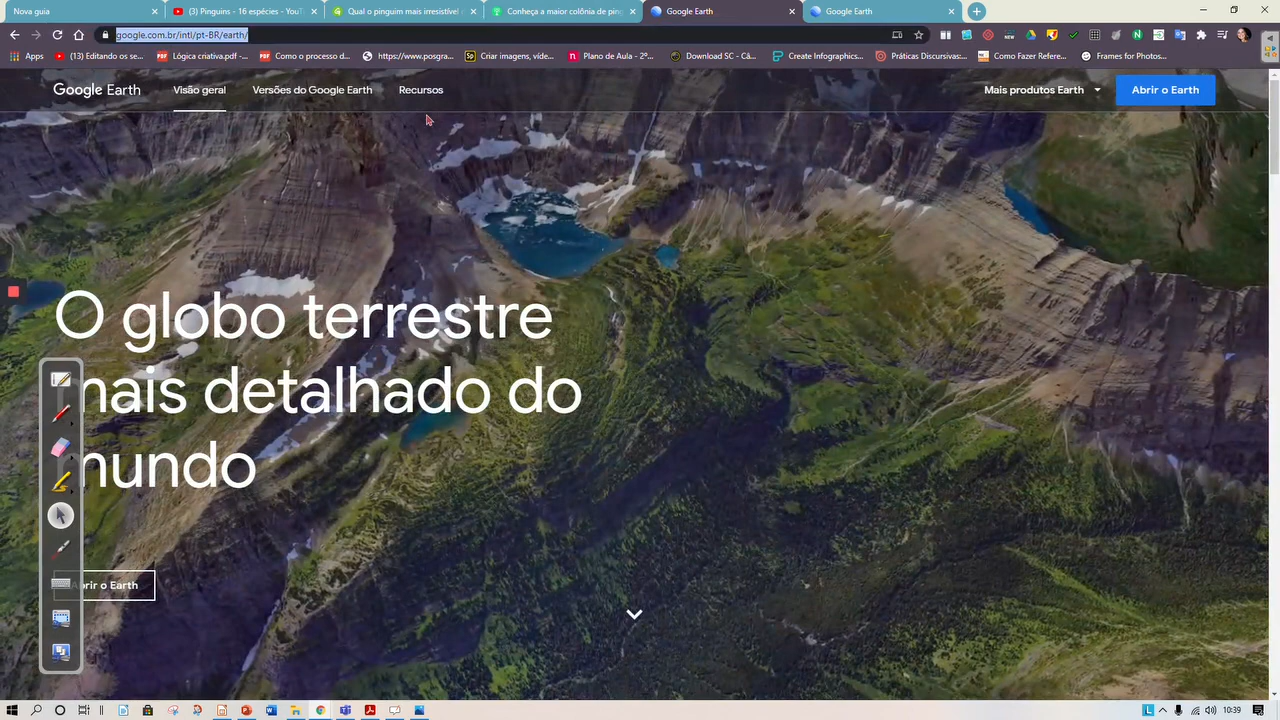 Nova guia
(3) Pinguins - 16 espécies - YouT
Qual o pinguim mais irresistível
Conheça a maior colônia de ping
Google Earth
Google Earth
google.com.br/intl/pt-BR/earth/
Apps
(13) Editando os se...
Lógica criativa.pdf -...
Como o processo d...
https://www.posgra...
Criar imagens, víde...
Plano de Aula - 2º...
Download SC - Câ...
Create Infographics...
Práticas Discursivas:...
Como Fazer Refere...
Frames for Photos...
Google Earth
Visão geral
Versões do Google Earth
Recursos
Mais produtos Earth
Abrir o Earth
O globo terrestre
mais detalhado do
mundo
Abrir o Earth
10:39